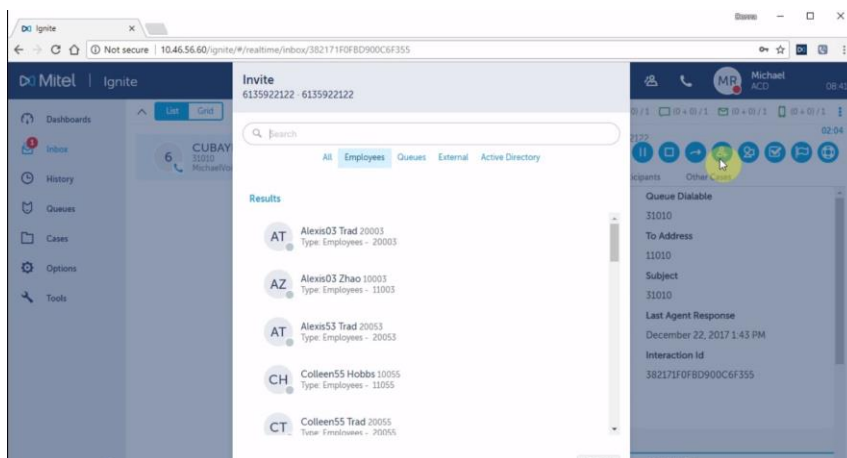 Ignite
Not secure | 10.46.56.60/ignite/#/realtime/inbox/382171F0FBD900C6F355
Mitel | Ignite
Invite
6135922122 - 6135922122
MR
Michael
ACD
08:43
Dashboards
List Grid
Search
02:04
1 Inbox
6
CUBAY
31010
All Employees Queues External Active Directory
History
Other Cases
Results
Queue Dialable
Queues
31010
AT
Alexis03 Trad 20003
Type: Employees - 20003
To Address
Cases
11010
Options
AZ
Alexis03 Zhao 10003
Type: Employees - 11003
Subject
31010
Tools
Last Agent Response
AT
Alexis53 Trad 20053
Type: Employees - 20053
December 22, 2017 1:43 PM
Interaction Id
CH
Colleen55 Hobbs 10055
Type: Employees - 11055
382171F0FBD900C6F355
CT
Colleen55 Trad 20055
Type: Employees - 20055